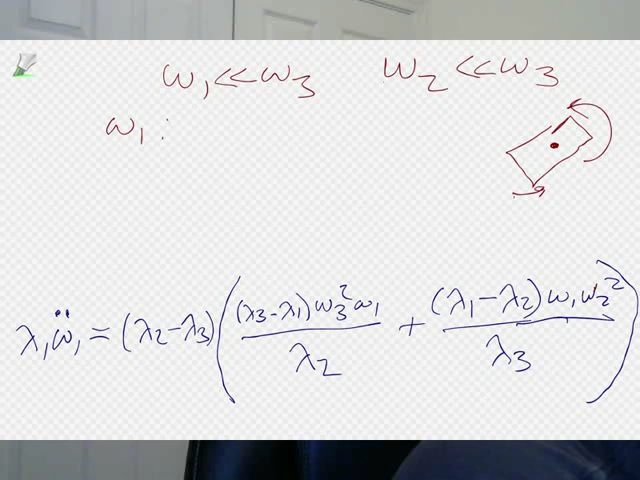 ω₁ << ω₃ ω₂ << ω₃
ω₁ :
λ₁ω̈₁ = (λ₂ - λ₃) ( (λ₃ - λ₁)ω₃²ω₁ / λ₂ + (λ₁ - λ₂)ω₁ω₂² / λ₃ )